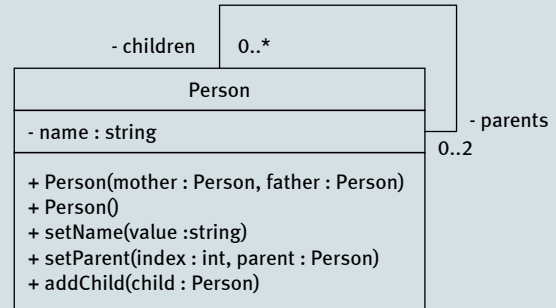 - children
0..*
Person
- name : string
- parents
0..2
+ Person(mother : Person, father : Person)
+ Person()
+ setName(value :string)
+ setParent(index : int, parent : Person)
+ addChild(child : Person)